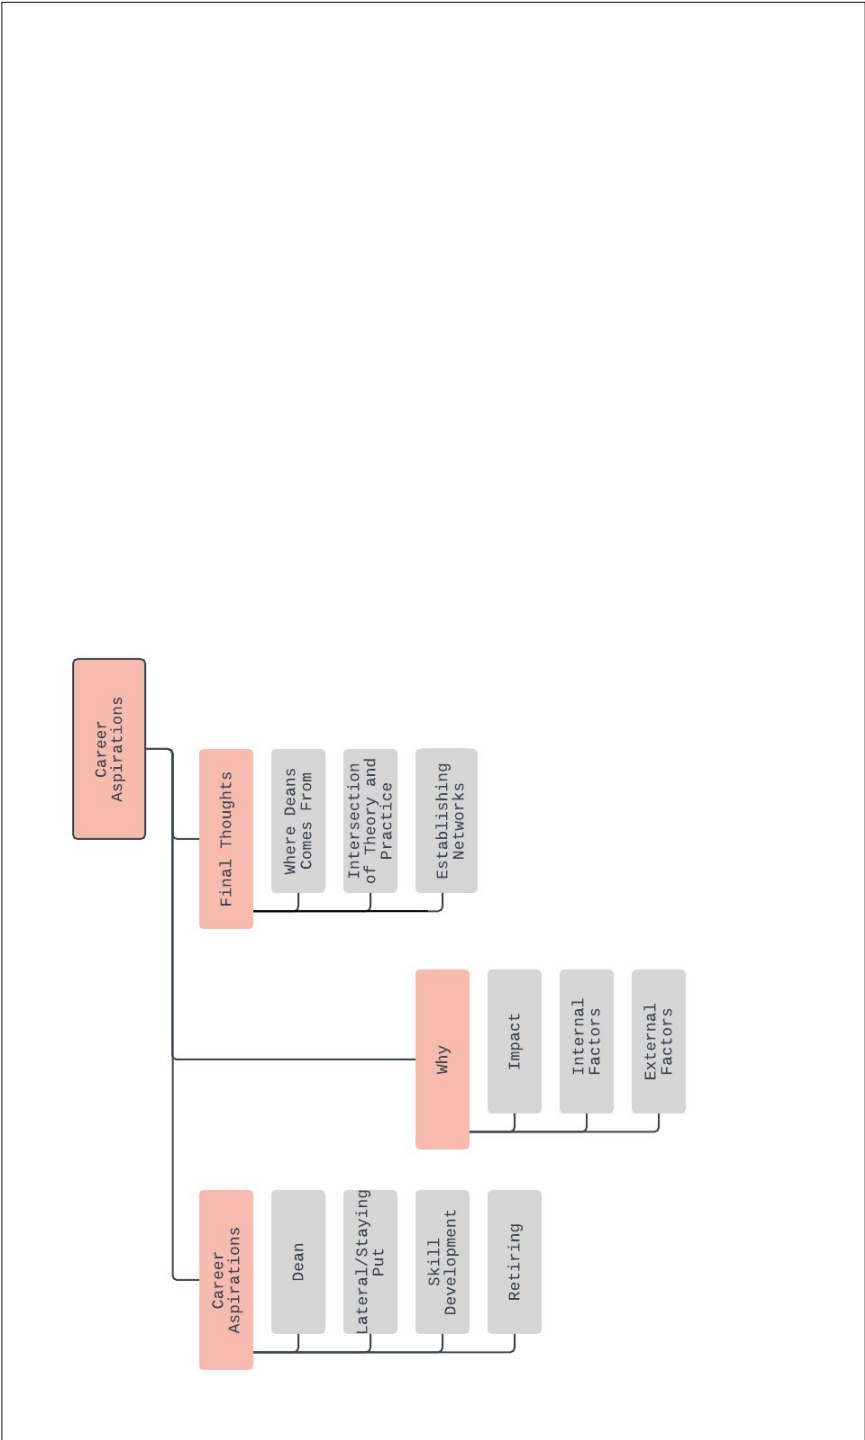 Career
Aspirations
Career
Aspirations
Dean
Lateral/Staying
Put
Skill
Development
Retiring
Why
Impact
Internal
Factors
External
Factors
Final Thoughts
Where Deans
Comes From
Intersection
of Theory and
Practice
Establishing
Networks